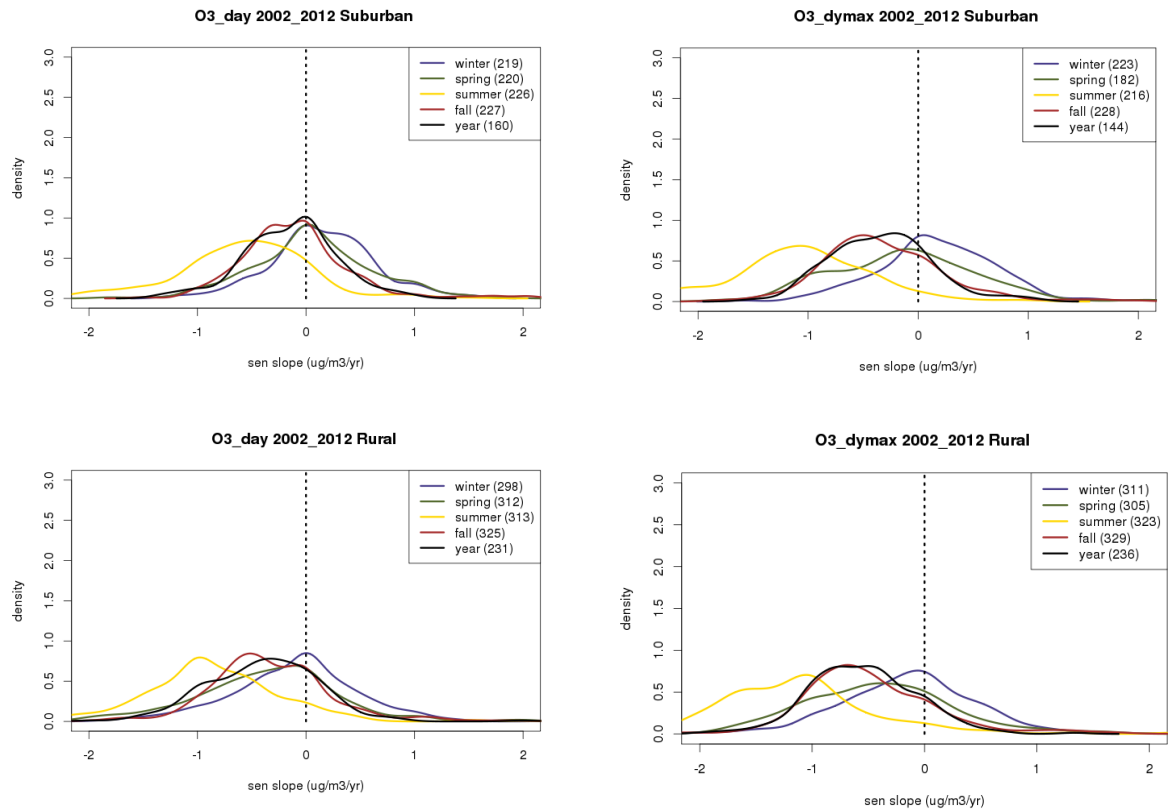 O3_day 2002_2012 Suburban
density
0.0 0.5 1.0 1.5 2.0 2.5 3.0
winter (219)
spring (220)
summer (226)
fall (227)
year (160)
-2 -1 0 1 2
sen slope (ug/m3/yr)
O3_dymax 2002_2012 Suburban
density
0.0 0.5 1.0 1.5 2.0 2.5 3.0
winter (223)
spring (182)
summer (216)
fall (228)
year (144)
-2 -1 0 1 2
sen slope (ug/m3/yr)
O3_day 2002_2012 Rural
density
0.0 0.5 1.0 1.5 2.0 2.5 3.0
winter (298)
spring (312)
summer (313)
fall (325)
year (231)
-2 -1 0 1 2
sen slope (ug/m3/yr)
O3_dymax 2002_2012 Rural
density
0.0 0.5 1.0 1.5 2.0 2.5 3.0
winter (311)
spring (305)
summer (323)
fall (329)
year (236)
-2 -1 0 1 2
sen slope (ug/m3/yr)